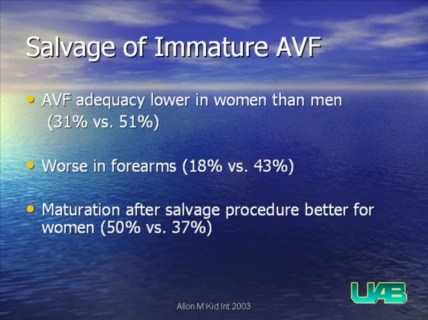 Salvage of Immature AVF
• AVF adequacy lower in women than men
(31% vs. 51%)
• Worse in forearms (18% vs. 43%)
• Maturation after salvage procedure better for
women (50% vs. 37%)
Allon M Kid Int 2003
UAB